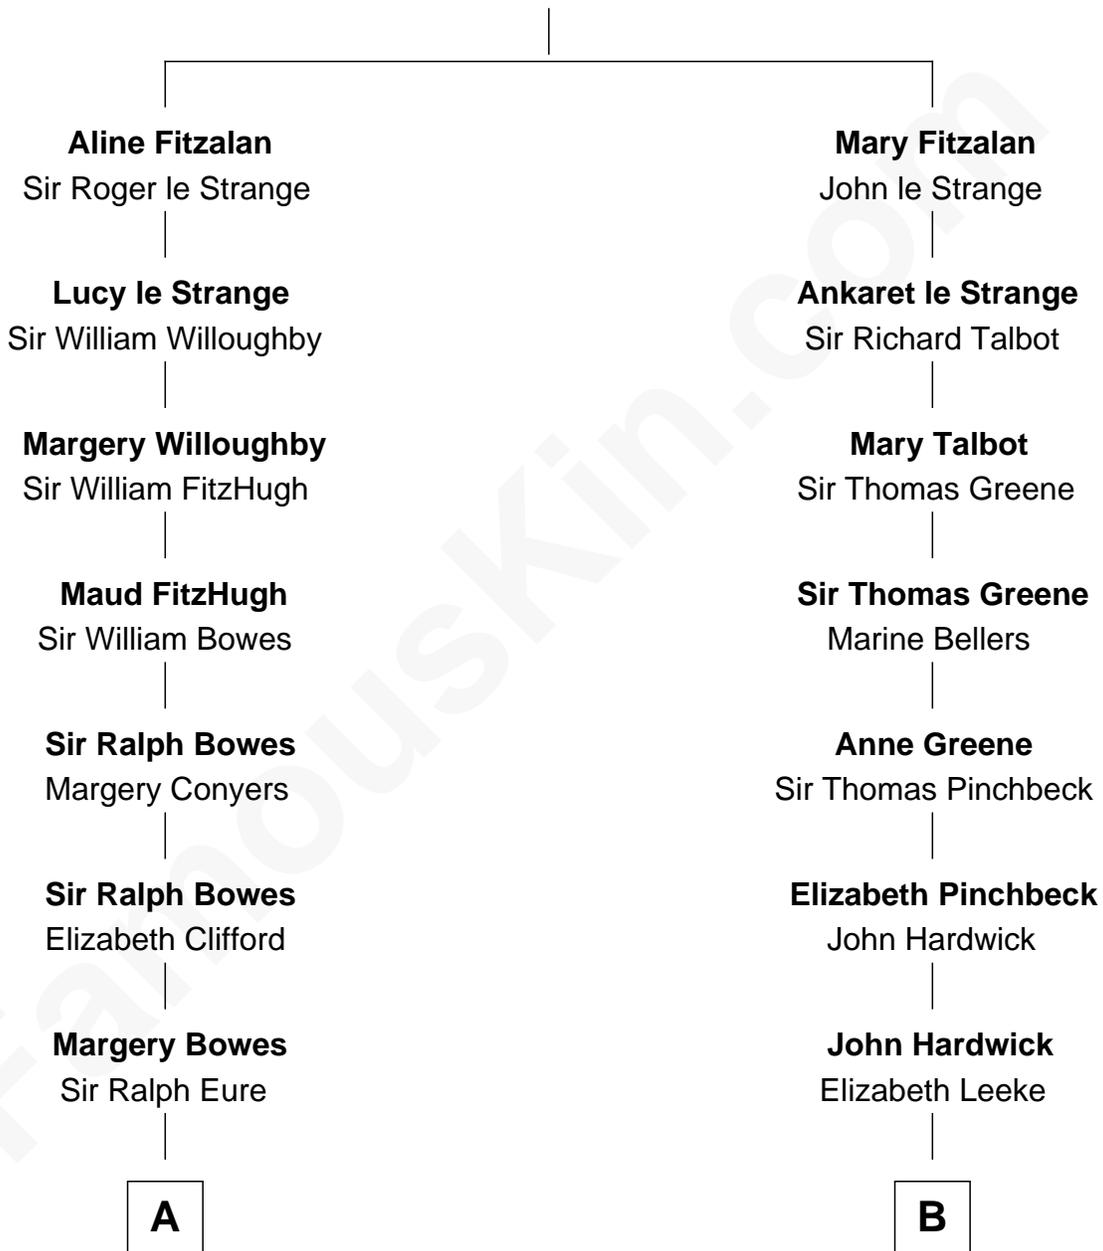 Aline Fitzalan
Sir Roger le Strange
Mary Fitzalan
John le Strange
Lucy le Strange
Sir William Willoughby
Ankaret le Strange
Sir Richard Talbot
Margery Willoughby
Sir William FitzHugh
Mary Talbot
Sir Thomas Greene
Maud FitzHugh
Sir William Bowes
Sir Thomas Greene
Marine Bellers
Sir Ralph Bowes
Margery Conyers
Anne Greene
Sir Thomas Pinchbeck
Sir Ralph Bowes
Elizabeth Clifford
Elizabeth Pinchbeck
John Hardwick
Margery Bowes
Sir Ralph Eure
John Hardwick
Elizabeth Leeke
A
B
FamousKin.com